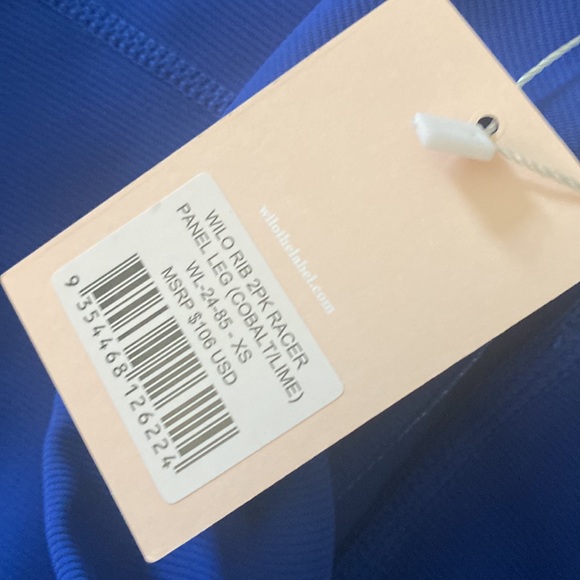 wilothelabel.com
WILO RIB 2PK RACER
PANEL LEG (COBALT/LIME)
WL-24-85 - XS
MSRP $106 USD
9 354468 126224